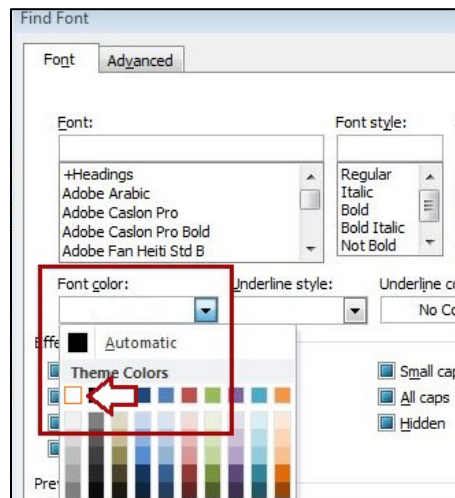 Find Font
Font Advanced
Font: Font style:
+Headings Regular
Adobe Arabic Italic
Adobe Caslon Pro Bold
Adobe Caslon Pro Bold Bold Italic
Adobe Fan Heiti Std B Not Bold
Font color: Underline style: Underline
No
Automatic
Theme Colors
Small
All caps
Hidden